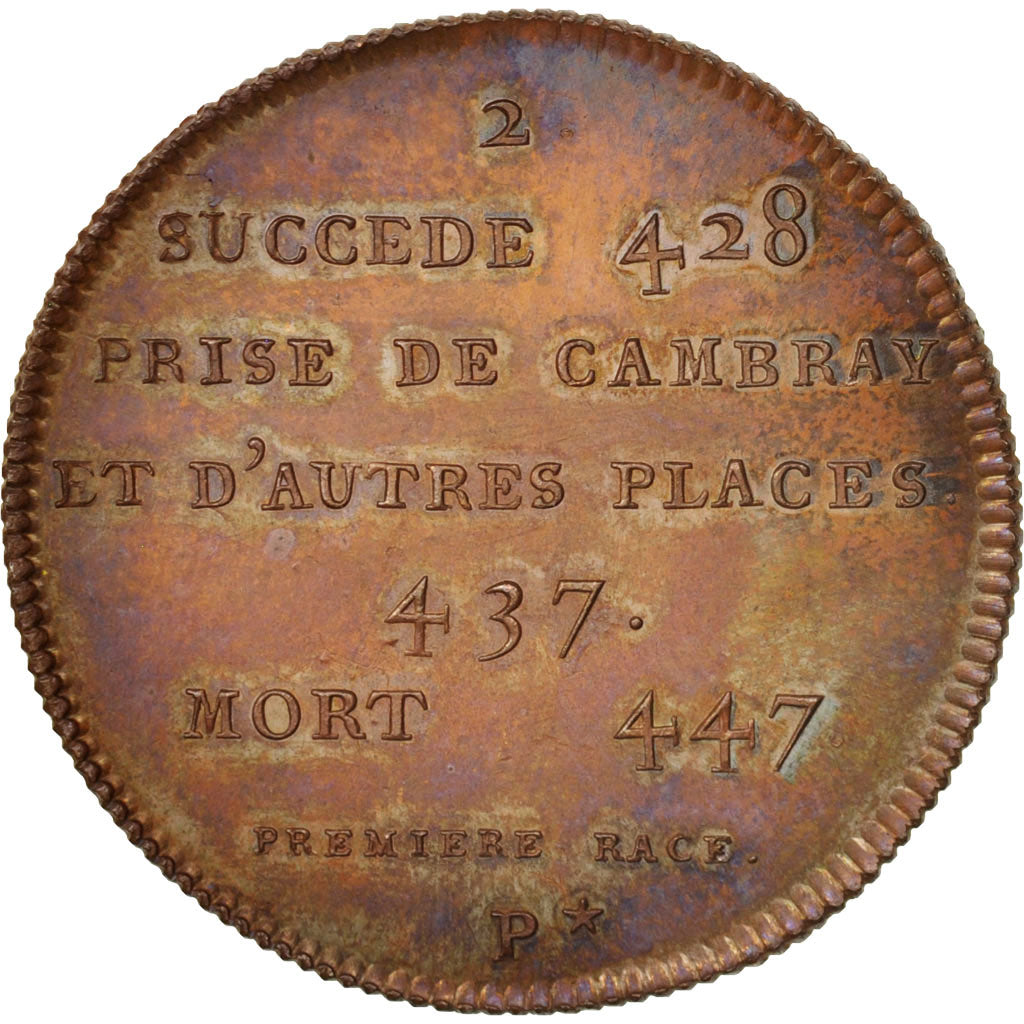 2.
SUCCEDE 428
PRISE DE CAMBRAY
ET D'AUTRES PLACES.
437.
MORT 447.
PREMIERE RACE.
P*